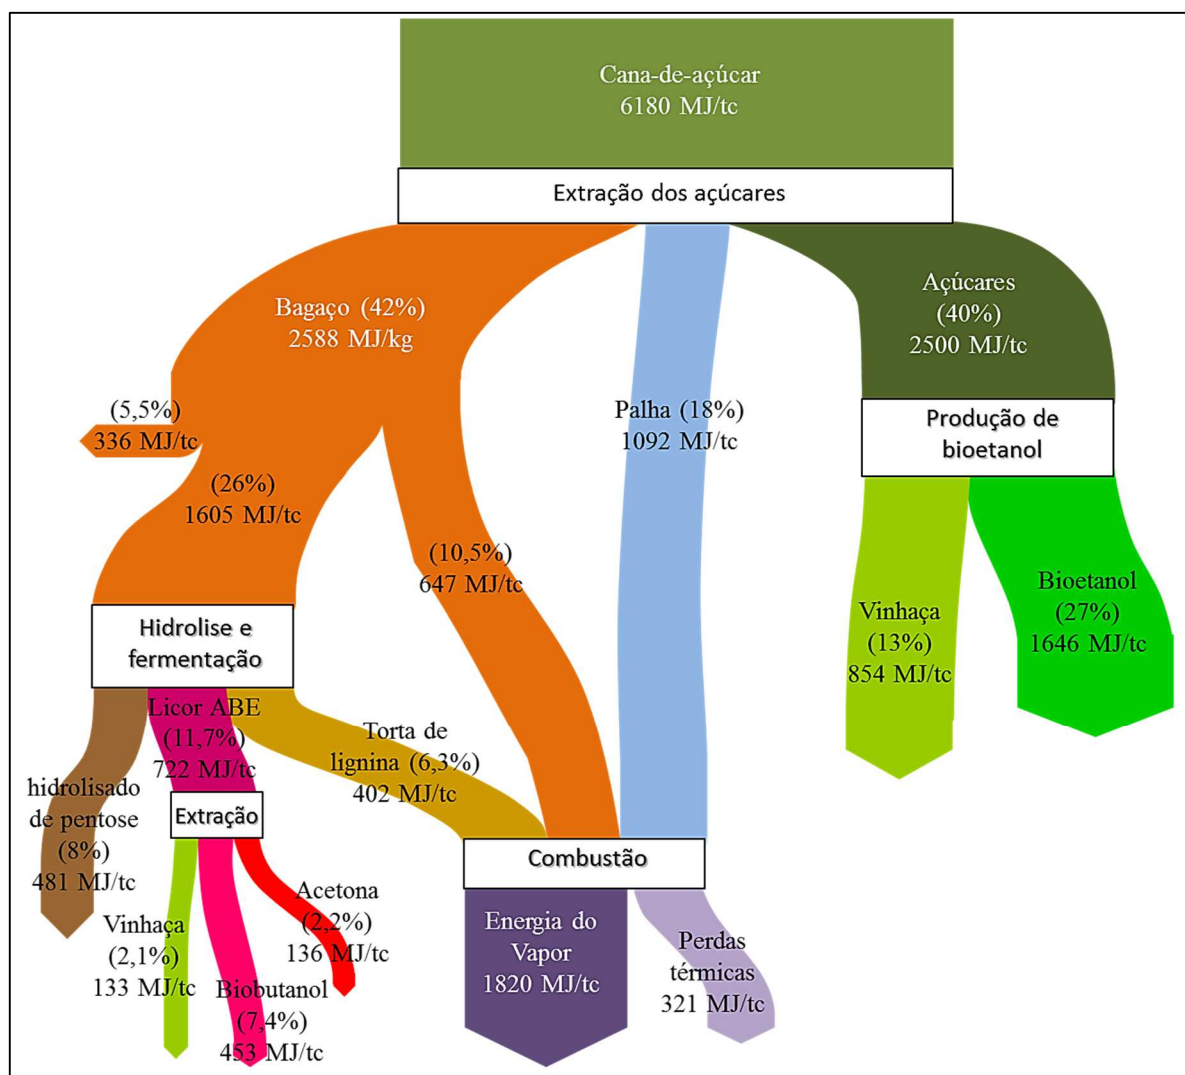 Cana-de-açúcar
6180 MJ/tc
Extração dos açúcares
Bagaço (42%)
2588 MJ/kg
Açúcares
(40%)
2500 MJ/tc
(5,5%)
336 MJ/tc
Palha (18%)
1092 MJ/tc
Produção de
bioetanol
(26%)
1605 MJ/tc
(10,5%)
647 MJ/tc
Bioetanol
(27%)
1646 MJ/tc
Vinhaça
(13%)
854 MJ/tc
Hidrolise e
fermentação
Licor ABE
(11,7%)
722 MJ/tc
Torta de
lignina (6,3%)
402 MJ/tc
hidrolisado
de pentose
(8%)
481 MJ/tc
Extração
Combustão
Acetona
(2,2%)
136 MJ/tc
Vinhaça
(2,1%)
133 MJ/tc
Biobutanol
(7,4%)
453 MJ/tc
Energia do
Vapor
1820 MJ/tc
Perdas
térmicas
321 MJ/tc